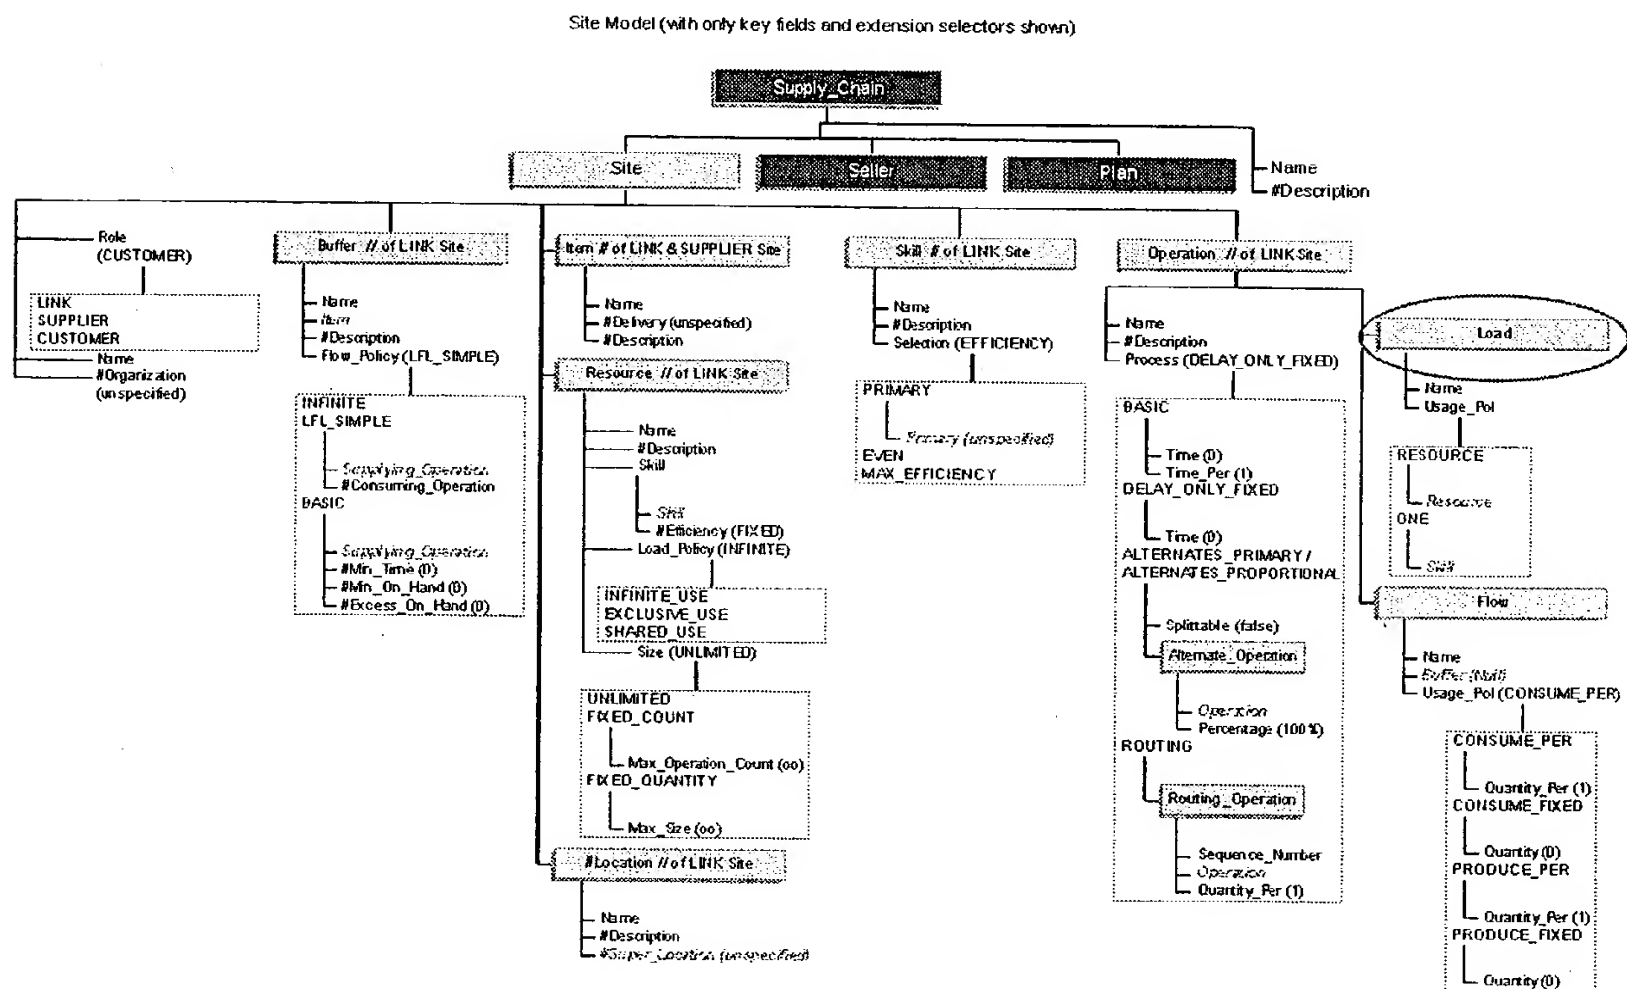 Site Model (with only key fields and extension selectors shown)
Supply_Chain
Site
Seller
Plan
Name
#Description
Role
(CUSTOMER)
LINK
SUPPLIER
CUSTOMER
Name
#Organization
(unspecified)
Buffer // of LINK Site
Name
Item
#Description
Flow_Policy (LFL_SIMPLE)
INFINITE
LFL_SIMPLE
Supplying_Operation
#Consuming_Operation
BASIC
Supplying_Operation
#Min_Time (0)
#Min_On_Hand (0)
#Excess_On_Hand (0)
Item # of LINK & SUPPLIER Site
Name
#Delivery (unspecified)
#Description
Resource // of LINK Site
Name
#Description
Skill
Skill
#Efficiency (FIXED)
Load_Policy (INFINITE)
INFINITE_USE
EXCLUSIVE_USE
SHARED_USE
Size (UNLIMITED)
UNLIMITED
FIXED_COUNT
Max_Operation_Count (oo)
FIXED_QUANTITY
Max_Size (oo)
#Location // of LINK Site
Name
#Description
#Super_Location (unspecified)
Skill # of LINK Site
Name
#Description
Selection (EFFICIENCY)
PRIMARY
Primary (unspecified)
EVEN
MAX_EFFICIENCY
Operation // of LINK Site
Name
#Description
Process (DELAY_ONLY_FIXED)
BASIC
Time (0)
Time_Per (1)
DELAY_ONLY_FIXED
Time (0)
ALTERNATES_PRIMARY /
ALTERNATES_PROPORTIONAL
Splittable (false)
Alternate_Operation
Operation
Percentage (100%)
ROUTING
Routing_Operation
Sequence_Number
Operation
Quantity_Per (1)
Load
Name
Usage_Pol
RESOURCE
Resource
ONE
Skill
Flow
Name
Buffer (Null)
Usage_Pol (CONSUME_PER)
CONSUME_PER
Quantity_Per (1)
CONSUME_FIXED
Quantity (0)
PRODUCE_PER
Quantity_Per (1)
PRODUCE_FIXED
Quantity (0)